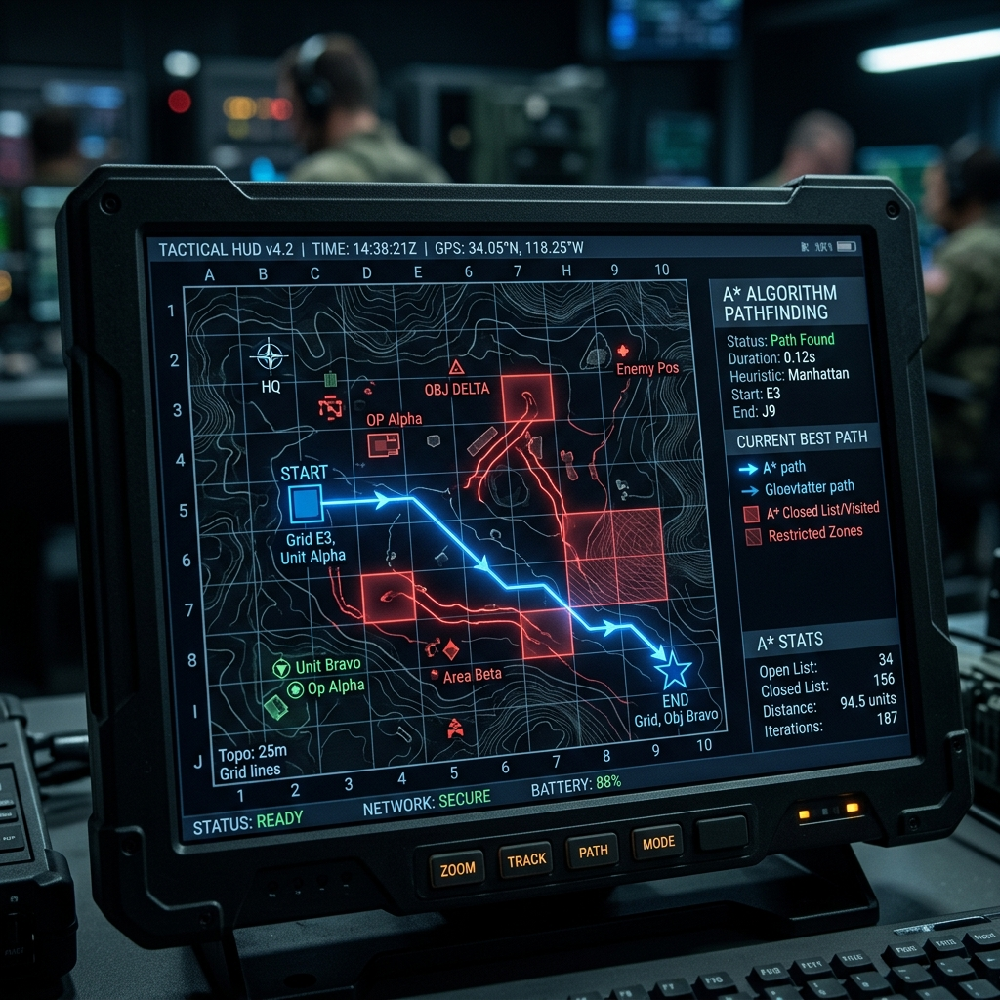 TACTICAL HUD v4.2 | TIME: 14:38:21Z | GPS: 34.05°N, 118.25°W
A B C D E 6 7 H 9 10
1
2
3
4
5
6
7
8
I
J
HQ
OBJ DELTA
Enemy Pos
OP Alpha
START
Grid E3,
Unit Alpha
Unit Bravo
Op Alpha
Area Beta
END
Grid, Obj Bravo
Topo: 25m
Grid lines
1 2 3 4 5 6 7 8 9 10
A* ALGORITHM
PATHFINDING
Status: Path Found
Duration: 0.12s
Heuristic: Manhattan
Start: E3
End: J9
CURRENT BEST PATH
A* path
Gloevtatter path
A* Closed List/Visited
Restricted Zones
A* STATS
Open List: 34
Closed List: 156
Distance: 94.5 units
Iterations: 187
STATUS: READY
NETWORK: SECURE
BATTERY: 88%
ZOOM
TRACK
PATH
MODE